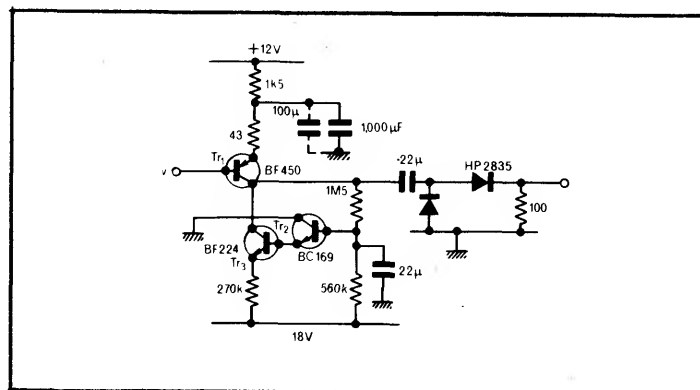 +12V
1k5
100μ
1,000μF
43
Tr1
v
BF450
·22μ
HP2835
1M5
100
Tr2
BF224
BC169
Tr3
22μ
270k
560k
18V